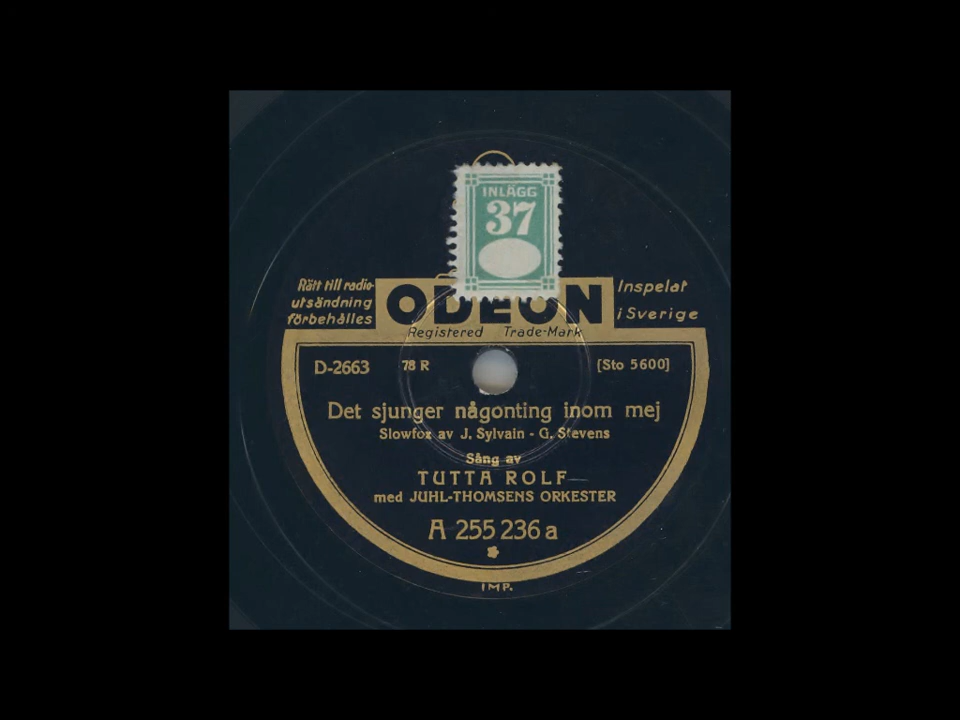 INLÄGG
37
Rätt till radio-
utsändning
förbehålles
ODEON
Inspelat
i Sverige
Registered Trade-Mark
D-2663 78 R [Sto 5600]
Det sjunger någonting inom mej
Slowfox av J. Sylvain - G. Stevens
Sång av
TUTTA ROLF
med JUHL-THOMSENS ORKESTER
A 255 236 a
IMP.